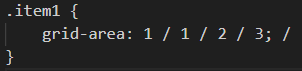 .item1 {
grid-area: 1 / 1 / 2 / 3; /
}